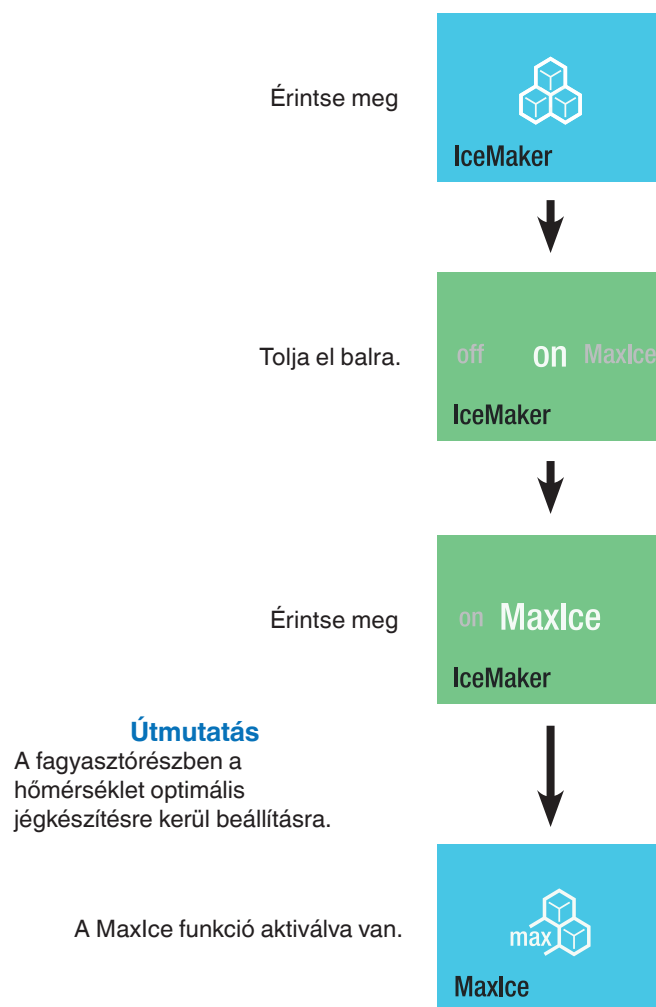 Érintse meg
IceMaker
Tolja el balra.
off on MaxIce
IceMaker
Érintse meg
on MaxIce
IceMaker
Útmutatás
A fagyasztórészben a
hőmérséklet optimális
jégkészítésre kerül beállításra.
A MaxIce funkció aktiválva van.
max
MaxIce